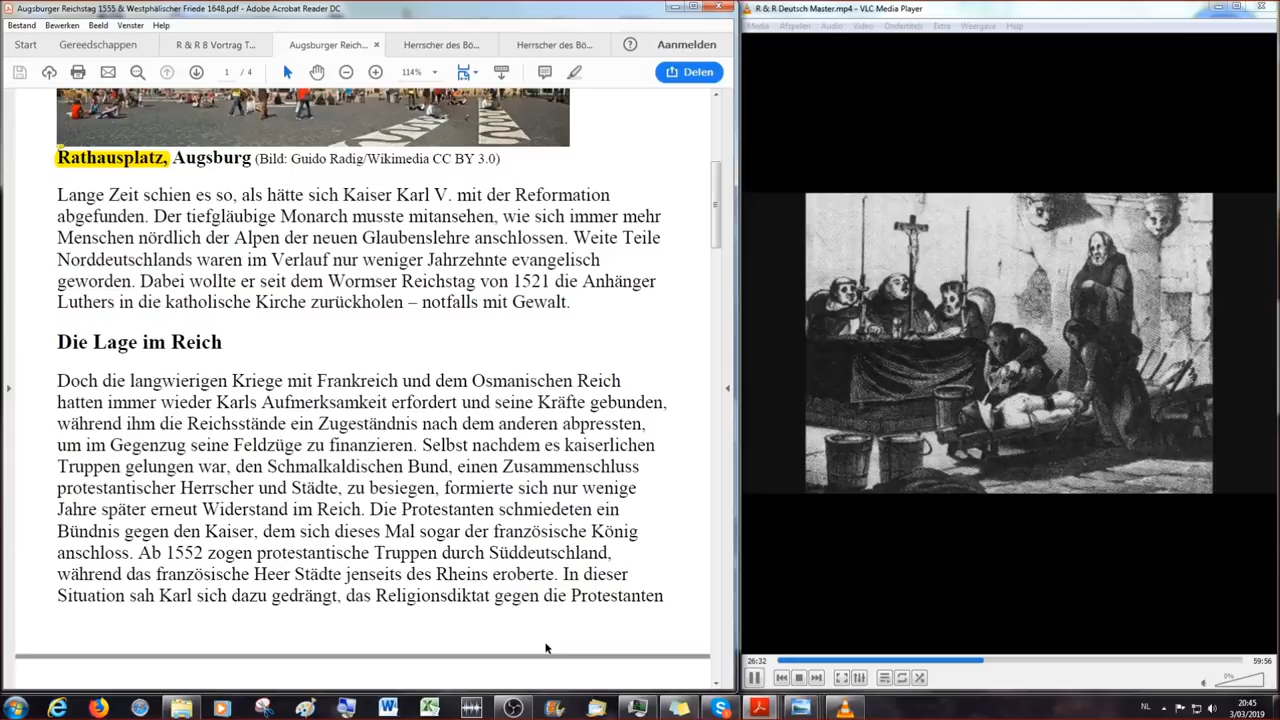 Augsburger Reichstag 1555 & Westphälischer Friede 1648.pdf - Adobe Acrobat Reader DC
Bestand Bewerken Beeld Venster Help
Start Gereedschappen R & R 8 Vortrag T... Augsburger Reich... × Herrscher des Bö... Herrscher des Bö... Anmelden
1 / 4 114% Delen
Rathausplatz, Augsburg (Bild: Guido Radig/Wikimedia CC BY 3.0)
Lange Zeit schien es so, als hätte sich Kaiser Karl V. mit der Reformation
abgefunden. Der tiefgläubige Monarch musste mitansehen, wie sich immer mehr
Menschen nördlich der Alpen der neuen Glaubenslehre anschlossen. Weite Teile
Norddeutschlands waren im Verlauf nur weniger Jahrzehnte evangelisch
geworden. Dabei wollte er seit dem Wormser Reichstag von 1521 die Anhänger
Luthers in die katholische Kirche zurückholen – notfalls mit Gewalt.
Die Lage im Reich
Doch die langwierigen Kriege mit Frankreich und dem Osmanischen Reich
hatten immer wieder Karls Aufmerksamkeit erfordert und seine Kräfte gebunden,
während ihm die Reichsstände ein Zugeständnis nach dem anderen abpressten,
um im Gegenzug seine Feldzüge zu finanzieren. Selbst nachdem es kaiserlichen
Truppen gelungen war, den Schmalkaldischen Bund, einen Zusammenschluss
protestantischer Herrscher und Städte, zu besiegen, formierte sich nur wenige
Jahre später erneut Widerstand im Reich. Die Protestanten schmiedeten ein
Bündnis gegen den Kaiser, dem sich dieses Mal sogar der französische König
anschloss. Ab 1552 zogen protestantische Truppen durch Süddeutschland,
während das französische Heer Städte jenseits des Rheins eroberte. In dieser
Situation sah Karl sich dazu gedrängt, das Religionsdiktat gegen die Protestanten
R & R Deutsch Master.mp4 - VLC Media Player
Media Afspelen Audio Video Deuntjes Extra Weergave Help
26:32 59:56
0%
NL 20:45
3/03/2019